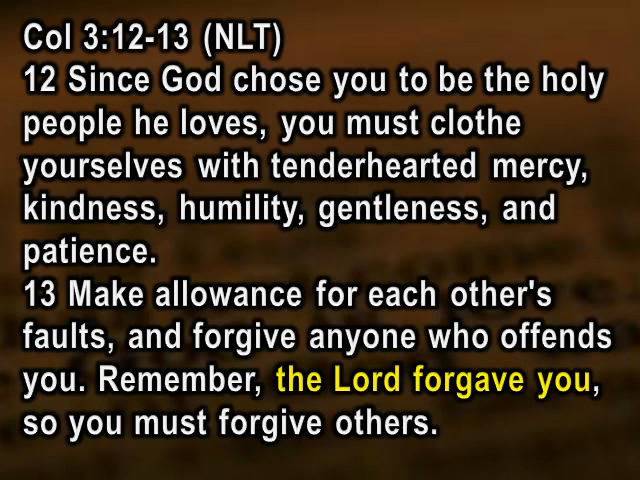 Col 3:12-13 (NLT)
12 Since God chose you to be the holy
people he loves, you must clothe
yourselves with tenderhearted mercy,
kindness, humility, gentleness, and
patience.
13 Make allowance for each other's
faults, and forgive anyone who offends
you. Remember, the Lord forgave you,
so you must forgive others.